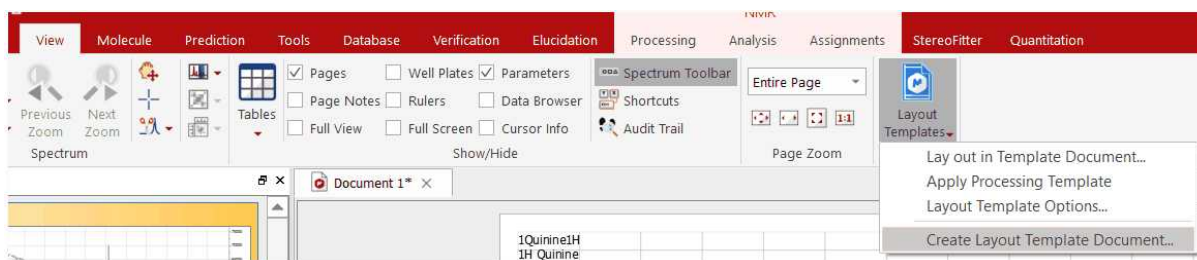 NMR
View Molecule Prediction Tools Database Verification Elucidation Processing Analysis Assignments StereoFitter Quantitation
Pages Well Plates Parameters Spectrum Toolbar Entire Page
Previous Zoom Next Zoom Tables Page Notes Rulers Data Browser Shortcuts Layout Templates
Full View Full Screen Cursor Info Audit Trail 1:1
Spectrum Show/Hide Page Zoom
Lay out in Template Document...
Document 1*
Apply Processing Template
Layout Template Options...
Create Layout Template Document...
1Quinine1H
1H Quinine